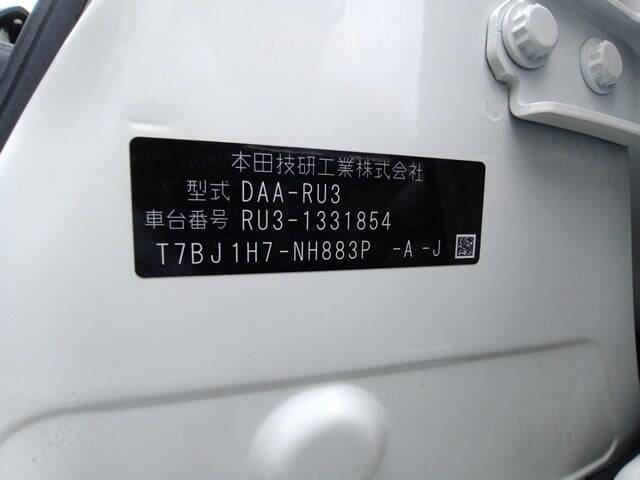 本田技研工業株式会社
型式 DAA-RU3
車台番号 RU3-1331854
T7BJ1H7-NH883P -A -J